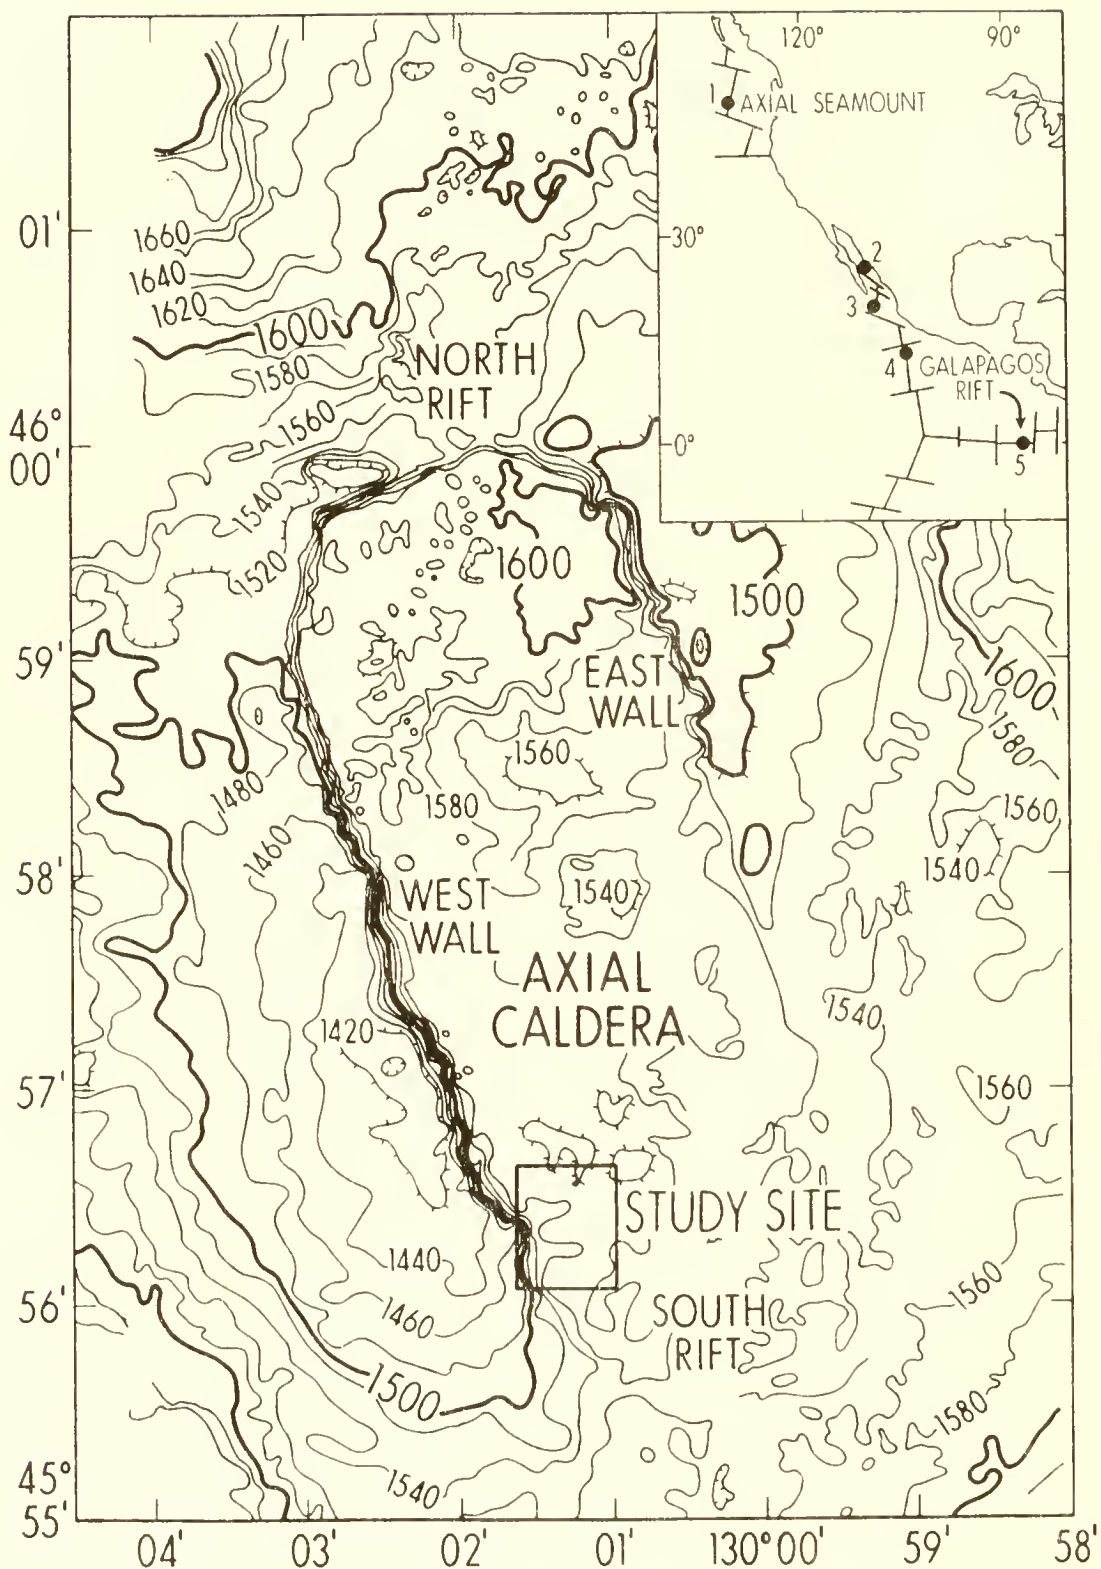 120° 90°
1 AXIAL SEAMOUNT
01'
1660
30°
2
1640
1620
3
1600
4 GALAPAGOS
RIFT
NORTH
RIFT
1580
1560
46°
00'
0°
5
1540
1520
1600
1500
59'
EAST
WALL
1600
1580
1560
1480
1580
1560
1460
1540
58'
1540
WEST
WALL
AXIAL
CALDERA
1540
1420
57'
1560
STUDY SITE
1440
1560
56'
1460
SOUTH
RIFT
1500
1580
1540
45°
55'
04' 03' 02' 01' 130°00' 59' 58'